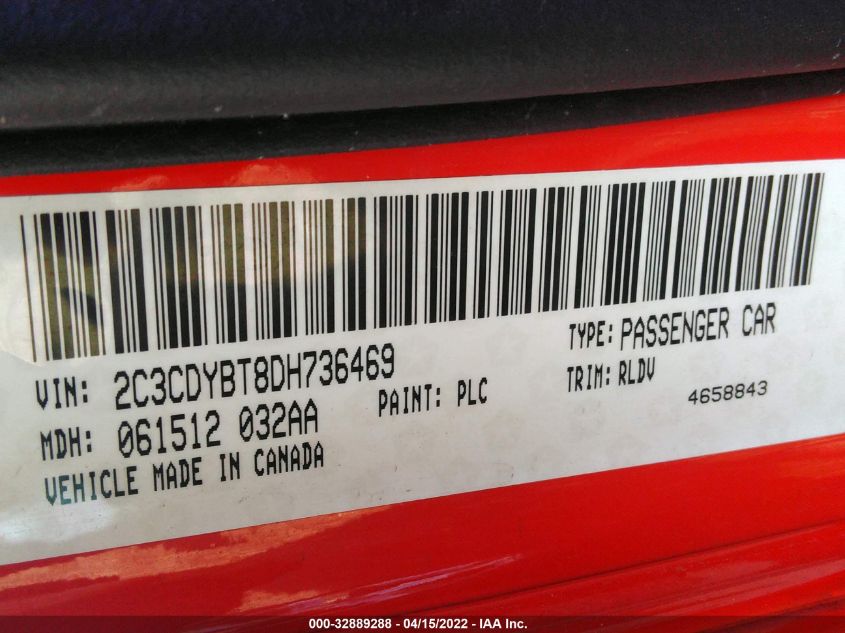 VIN: 2C3CDYBT8DH736469 TYPE: PASSENGER CAR
MDH: 061512 032AA PAINT: PLC TRIM: RLDV 4658843
VEHICLE MADE IN CANADA
000-32889288 - 04/15/2022 - IAA Inc.